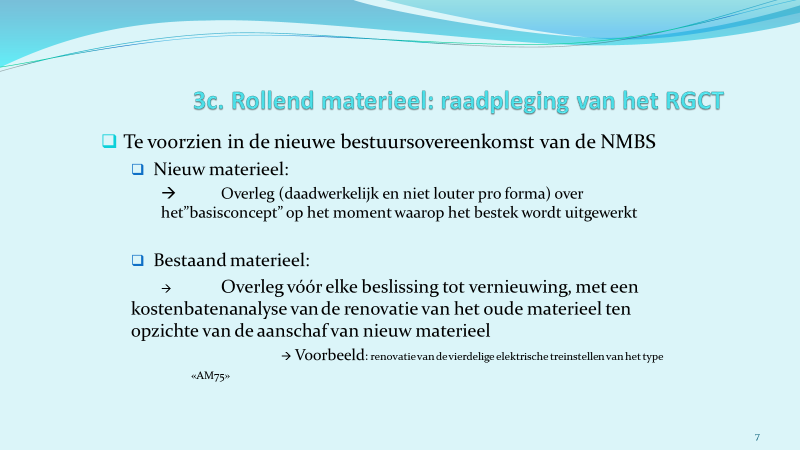 3c. Rollend materieel: raadpleging van het RGCT
❑ Te voorzien in de nieuwe bestuursovereenkomst van de NMBS
❑ Nieuw materieel:
→ Overleg (daadwerkelijk en niet louter pro forma) over
het”basisconcept” op het moment waarop het bestek wordt uitgewerkt
❑ Bestaand materieel:
→ Overleg vóór elke beslissing tot vernieuwing, met een
kostenbatenanalyse van de renovatie van het oude materieel ten
opzichte van de aanschaf van nieuw materieel
→ Voorbeeld: renovatie van de vierdelige elektrische treinstellen van het type
«AM75»
7